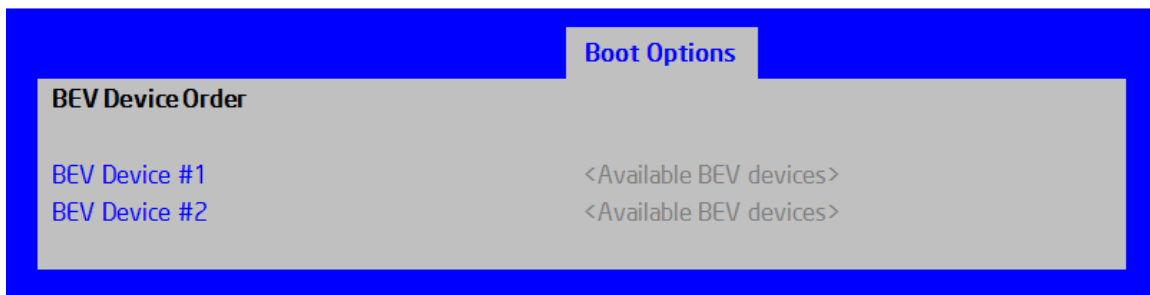 Boot Options
BEV Device Order
BEV Device #1 <Available BEV devices>
BEV Device #2 <Available BEV devices>